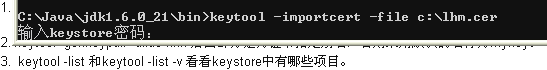 1.
C:\Java\jdk1.6.0_21\bin>keytool -importcert -file c:\lhm.cer
输入keystore密码：
2.
3. keytool -list 和keytool -list -v 看看keystore中有哪些项目。